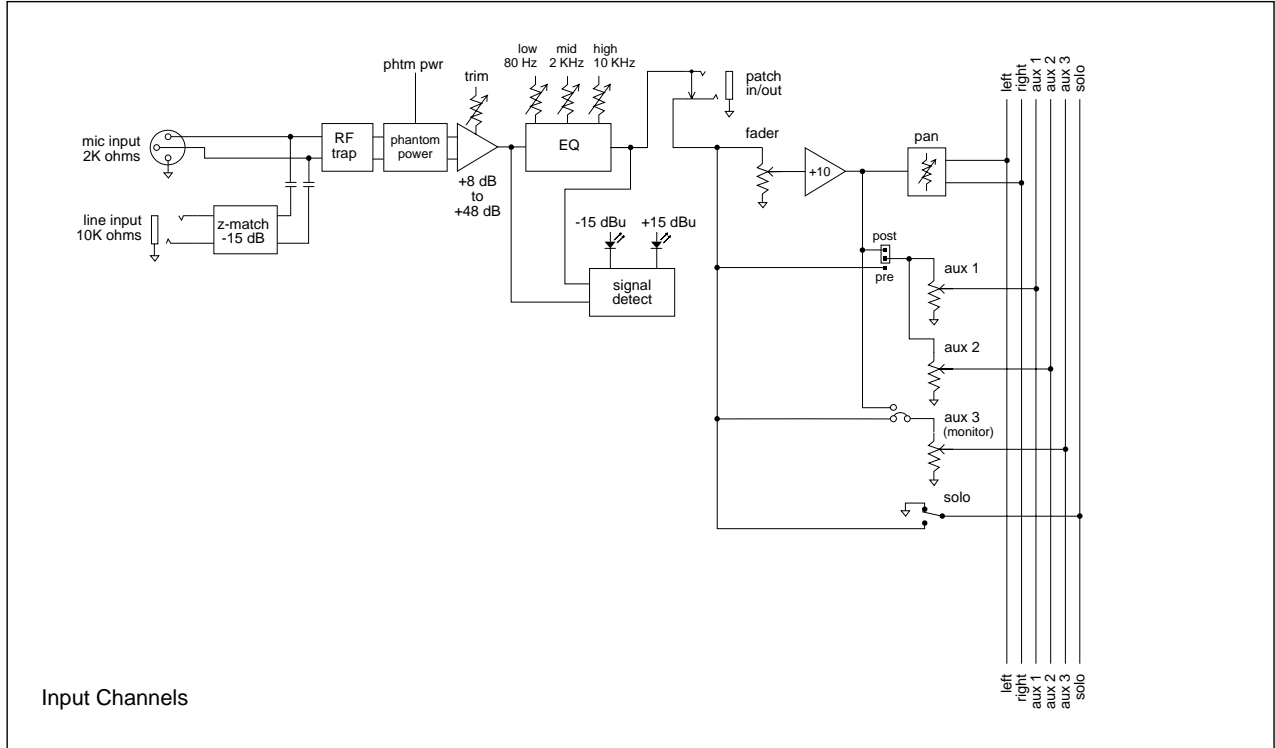 low
80 Hz
mid
2 KHz
high
10 KHz
phtm pwr
trim
patch
in/out
left
right
aux 1
aux 2
aux 3
solo
mic input
2K ohms
RF
trap
phantom
power
EQ
fader
+10
pan
+8 dB
to
+48 dB
line input
10K ohms
z-match
-15 dB
-15 dBu
+15 dBu
signal
detect
post
pre
aux 1
aux 2
aux 3
(monitor)
solo
left
right
aux 1
aux 2
aux 3
solo
Input Channels